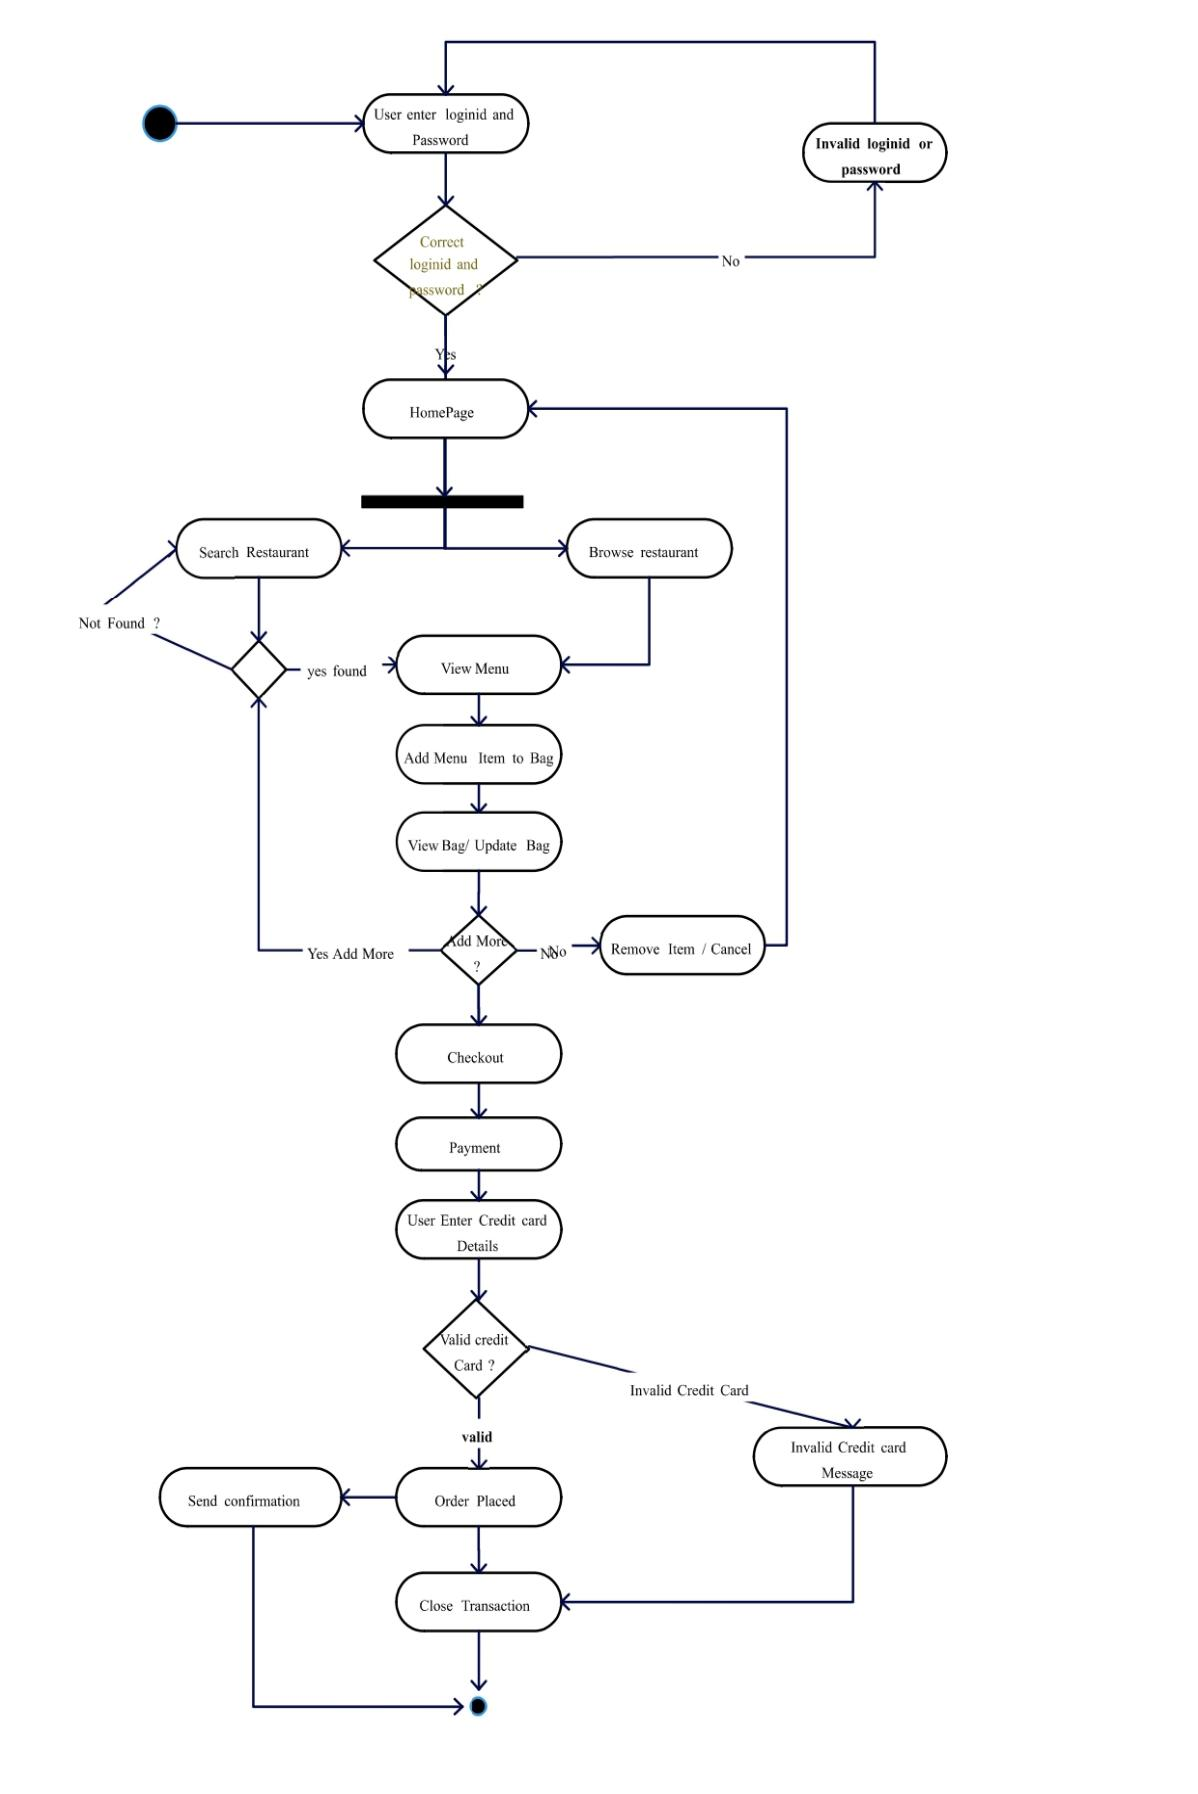 User enter loginid and
Password
Invalid loginid or
password
Correct
loginid and
password ?
No
Yes
HomePage
Search Restaurant
Browse restaurant
Not Found ?
yes found
View Menu
Add Menu Item to Bag
View Bag/ Update Bag
Add More
?
Yes Add More
No
No
Remove Item / Cancel
Checkout
Payment
User Enter Credit card
Details
Valid credit
Card ?
Invalid Credit Card
valid
Invalid Credit card
Message
Send confirmation
Order Placed
Close Transaction